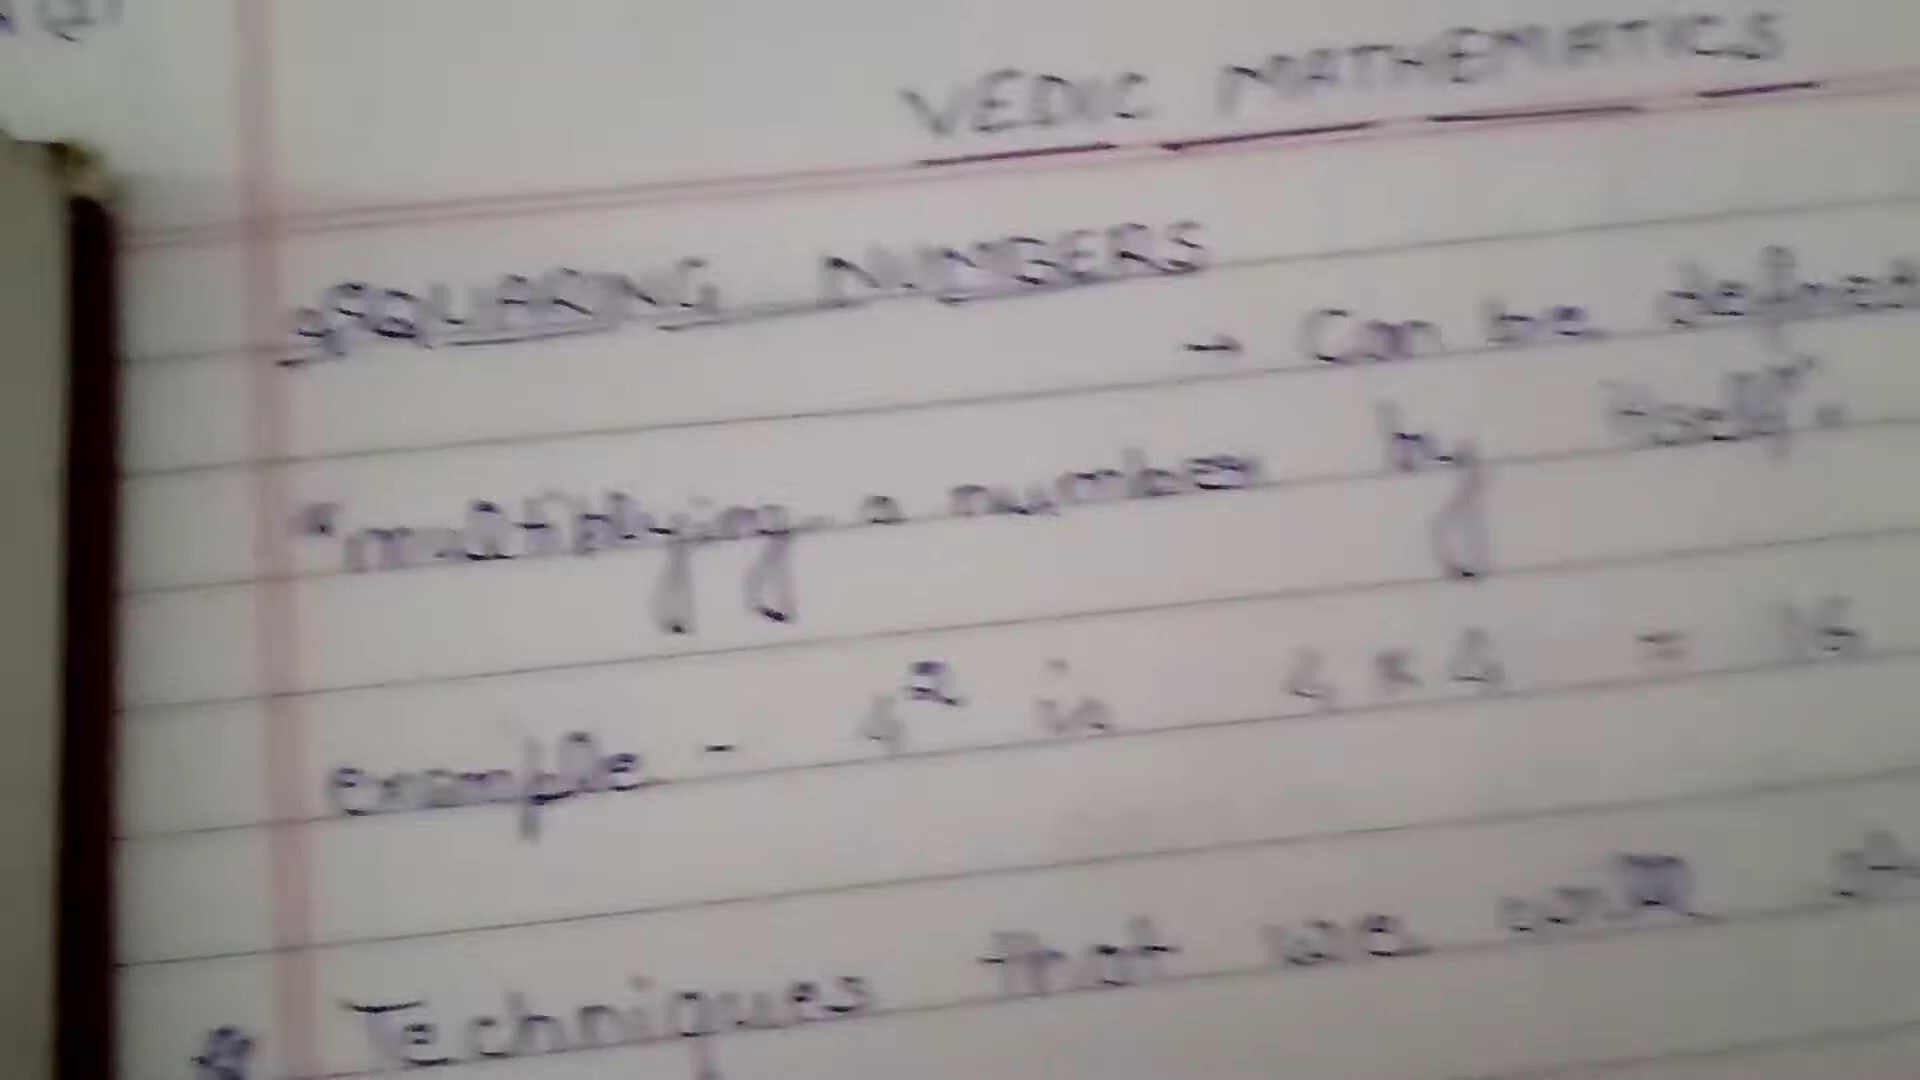 VEDIC MATHEMATICS
SQUARING NUMBERS
→ Can be defined
"multiplying a number by itself".
example - 4² is 4 × 4 = 16
Techniques that we will